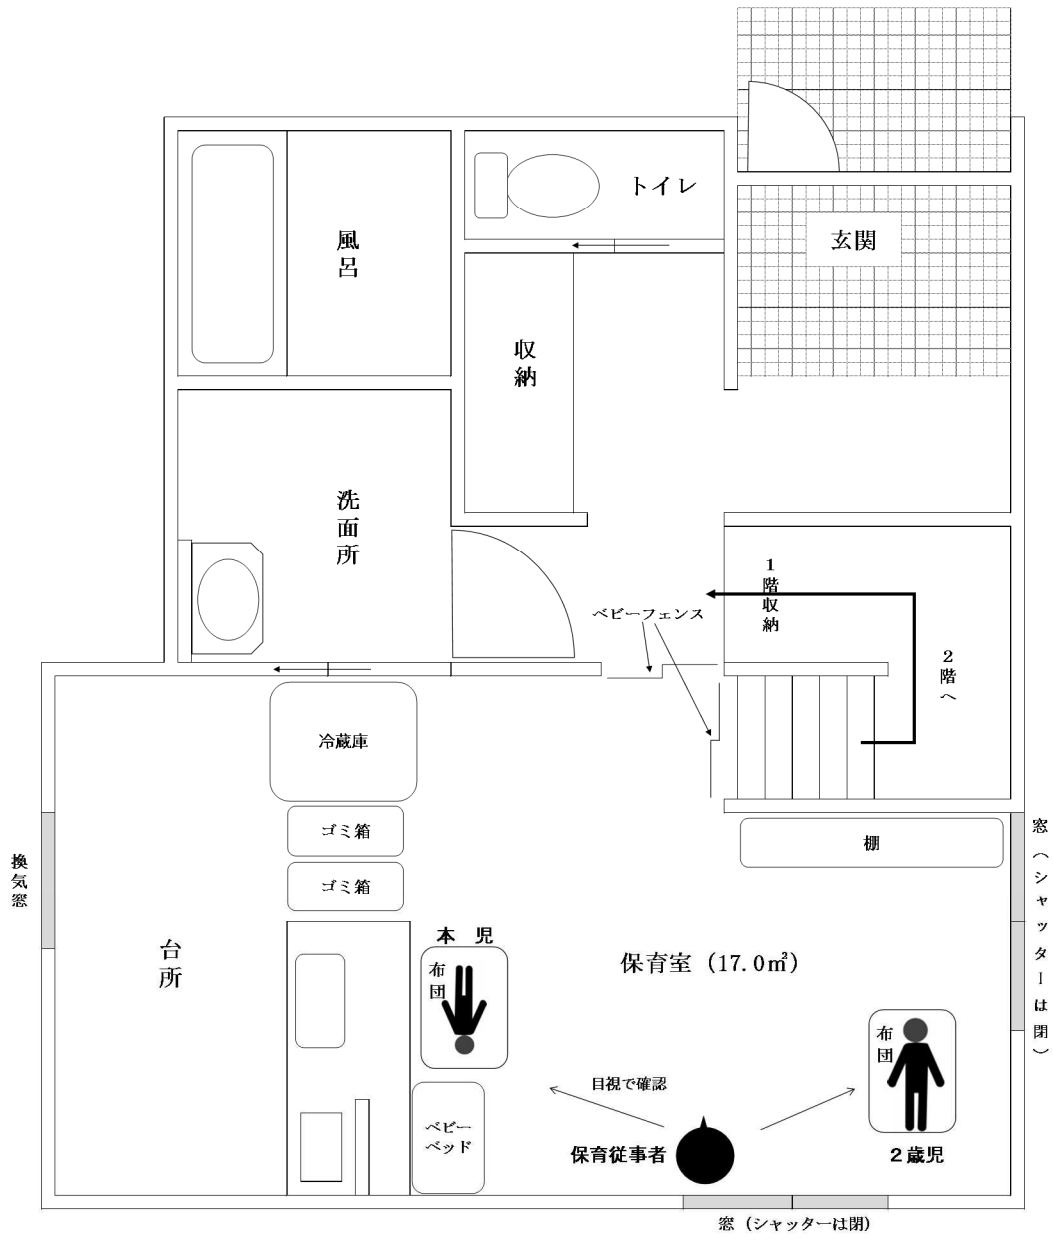 トイレ
玄関
風呂
収納
洗面所
1階収納
ベビーフェンス
2階へ
冷蔵庫
ゴミ箱
棚
窓(シャッターは閉)
換気窓
ゴミ箱
本 児
台所
保育室(17.0㎡)
布団
布団
目視で確認
ベビー
ベッド
保育従事者
2歳児
窓(シャッターは閉)